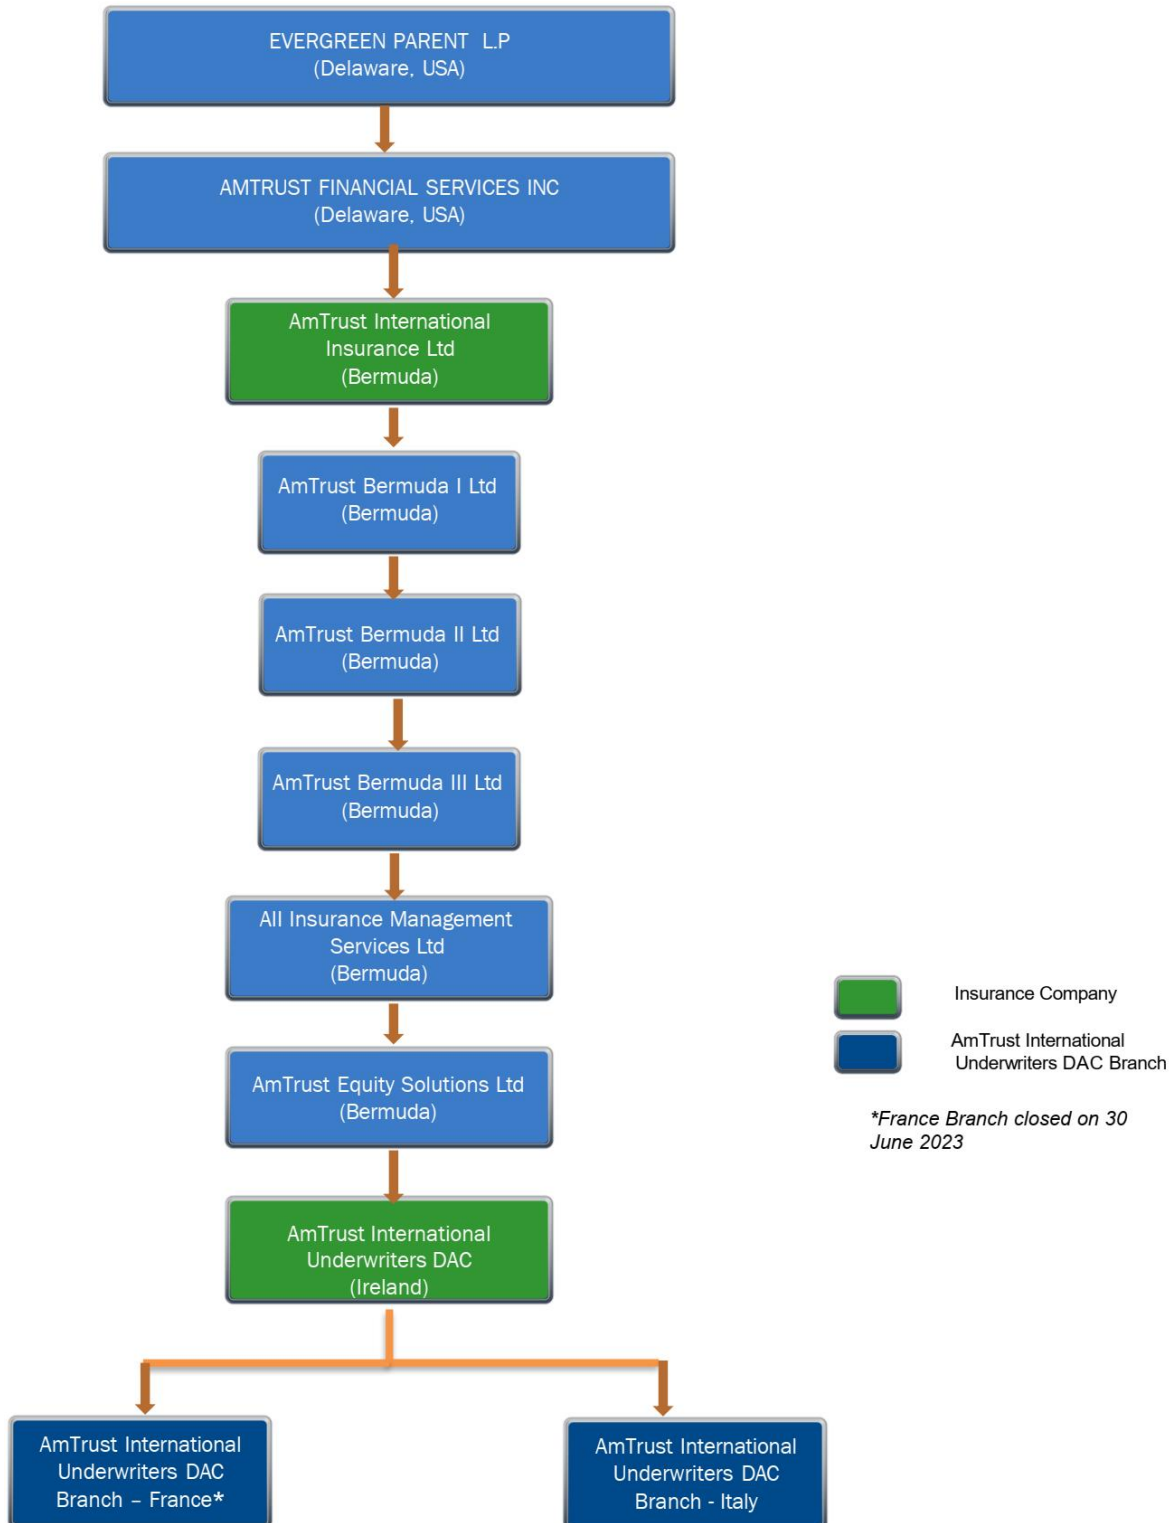 EVERGREEN PARENT L.P
(Delaware, USA)
AMTRUST FINANCIAL SERVICES INC
(Delaware, USA)
AmTrust International
Insurance Ltd
(Bermuda)
AmTrust Bermuda I Ltd
(Bermuda)
AmTrust Bermuda II Ltd
(Bermuda)
AmTrust Bermuda III Ltd
(Bermuda)
AII Insurance Management
Services Ltd
(Bermuda)
AmTrust Equity Solutions Ltd
(Bermuda)
AmTrust International
Underwriters DAC
(Ireland)
AmTrust International
Underwriters DAC
Branch – France*
AmTrust International
Underwriters DAC
Branch - Italy
Insurance Company
AmTrust International
Underwriters DAC Branch
*France Branch closed on 30
June 2023